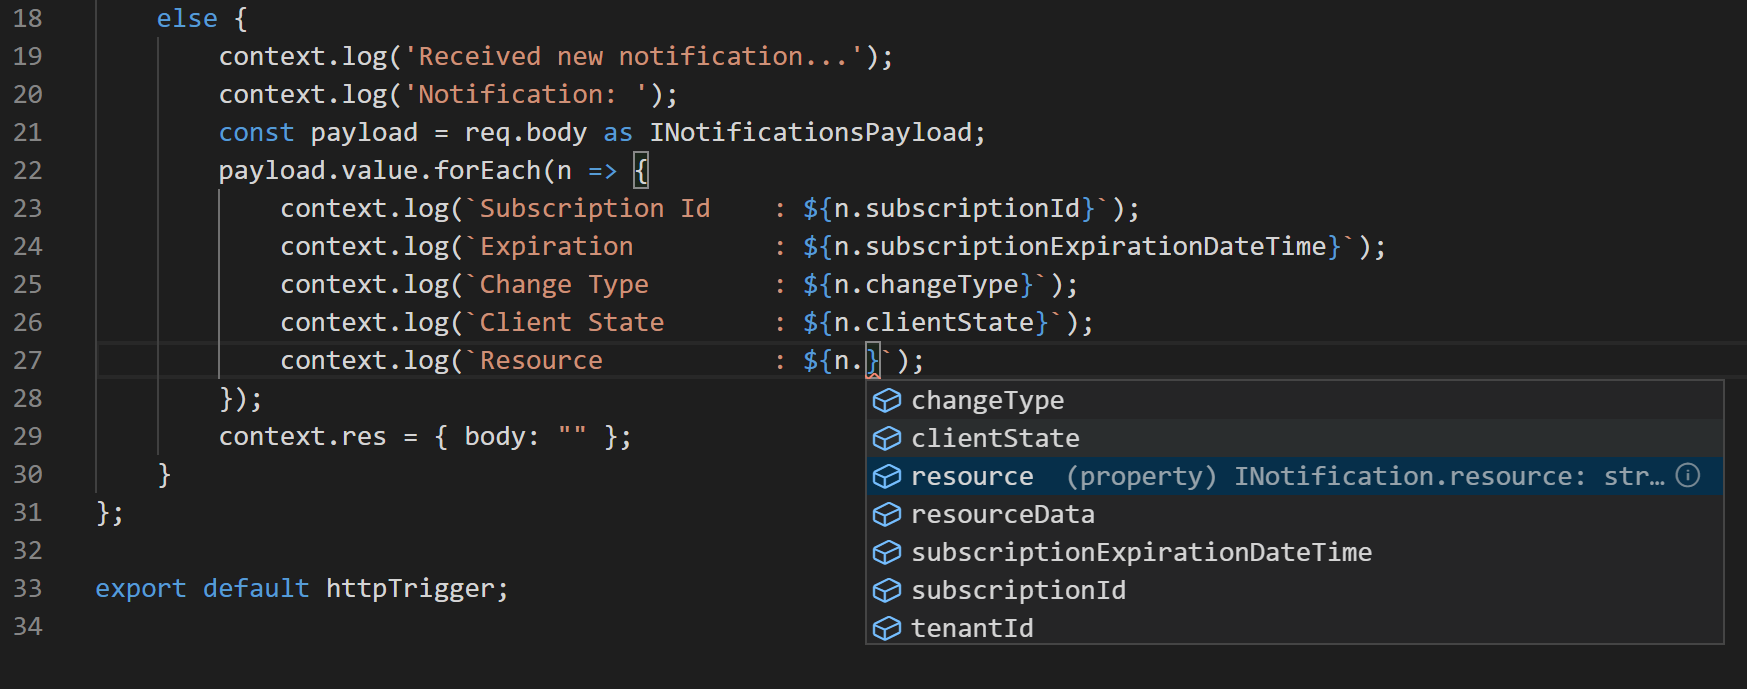 18 else {
19 context.log('Received new notification...');
20 context.log('Notification: ');
21 const payload = req.body as INotificationsPayload;
22 payload.value.forEach(n => {
23 context.log(`Subscription Id    : ${n.subscriptionId}`);
24 context.log(`Expiration         : ${n.subscriptionExpirationDateTime}`);
25 context.log(`Change Type        : ${n.changeType}`);
26 context.log(`Client State       : ${n.clientState}`);
27 context.log(`Resource           : ${n.}`);
28 });
changeType
29 context.res = { body: "" };
clientState
30 }
resource (property) INotification.resource: str…
31 };
resourceData
32
subscriptionExpirationDateTime
33 export default httpTrigger;
subscriptionId
34
tenantId